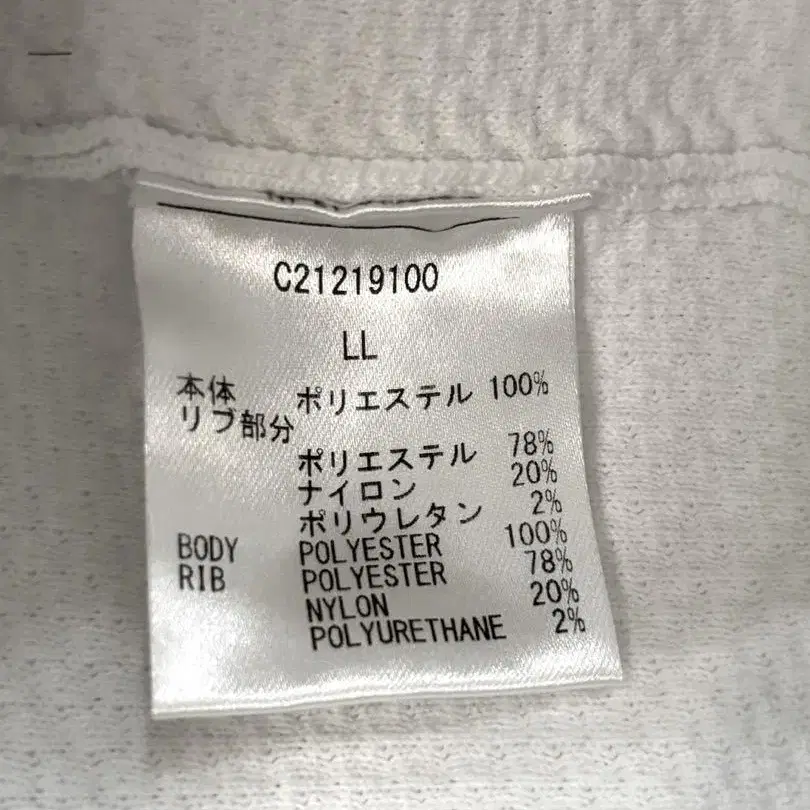 C21219100
LL
本体 ポリエステル 100%
リブ部分
ポリエステル 78%
ナイロン 20%
ポリウレタン 2%
BODY POLYESTER 100%
RIB POLYESTER 78%
NYLON 20%
POLYURETHANE 2%